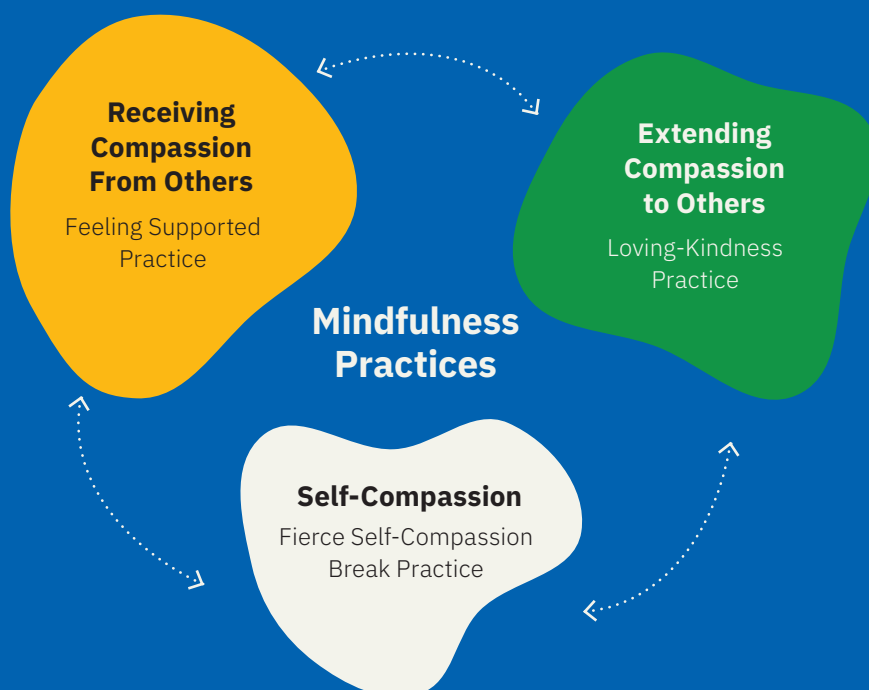 Receiving
Compassion
From Others
Feeling Supported
Practice
Extending
Compassion
to Others
Loving-Kindness
Practice
Mindfulness
Practices
Self-Compassion
Fierce Self-Compassion
Break Practice